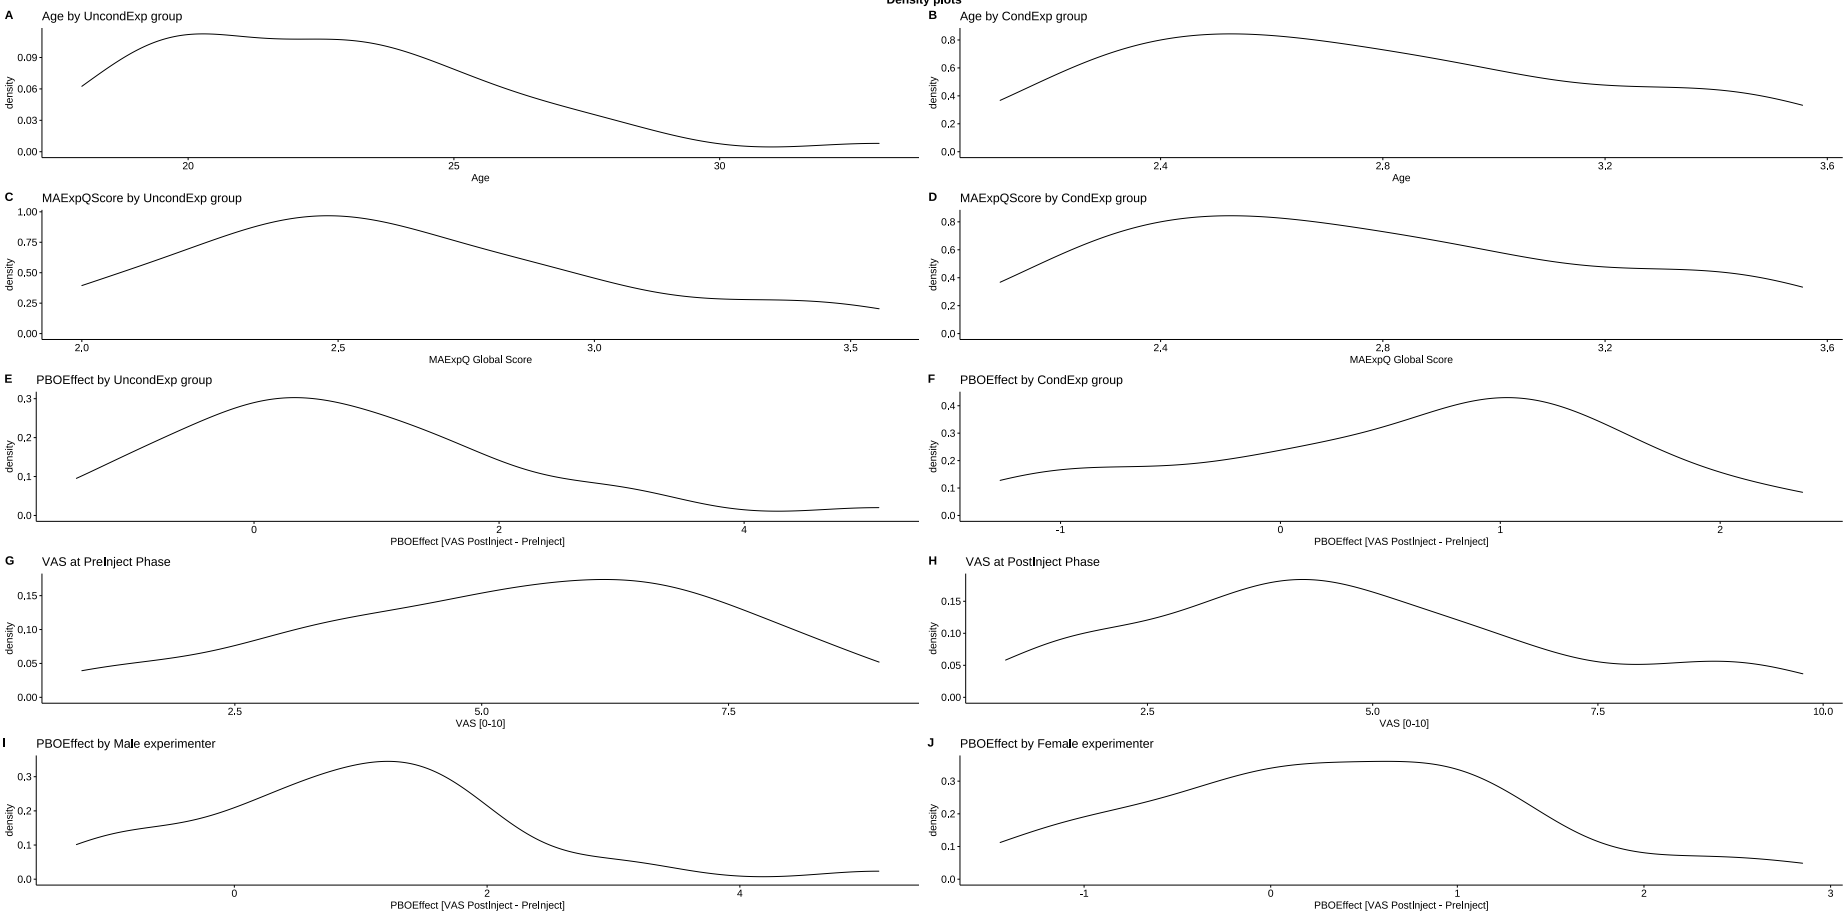 Density plots
A Age by UncondExp group
density
0.09
0.06
0.03
0.00
20 25 30
Age
B Age by CondExp group
density
0.8
0.6
0.4
0.2
0.0
2.4 2.8 3.2 3.6
Age
C MAExpQScore by UncondExp group
density
1.00
0.75
0.50
0.25
0.00
2.0 2.5 3.0 3.5
MAExpQ Global Score
D MAExpQScore by CondExp group
density
0.8
0.6
0.4
0.2
0.0
2.4 2.8 3.2 3.6
MAExpQ Global Score
E PBOEffect by UncondExp group
density
0.3
0.2
0.1
0.0
0 2 4
PBOEffect [VAS PostInject - PreInject]
F PBOEffect by CondExp group
density
0.4
0.3
0.2
0.1
0.0
-1 0 1 2
PBOEffect [VAS PostInject - PreInject]
G VAS at PreInject Phase
density
0.15
0.10
0.05
0.00
2.5 5.0 7.5
VAS [0-10]
H VAS at PostInject Phase
density
0.15
0.10
0.05
0.00
2.5 5.0 7.5 10.0
VAS [0-10]
I PBOEffect by Male experimenter
density
0.3
0.2
0.1
0.0
0 2 4
PBOEffect [VAS PostInject - PreInject]
J PBOEffect by Female experimenter
density
0.3
0.2
0.1
0.0
-1 0 1 2 3
PBOEffect [VAS PostInject - PreInject]